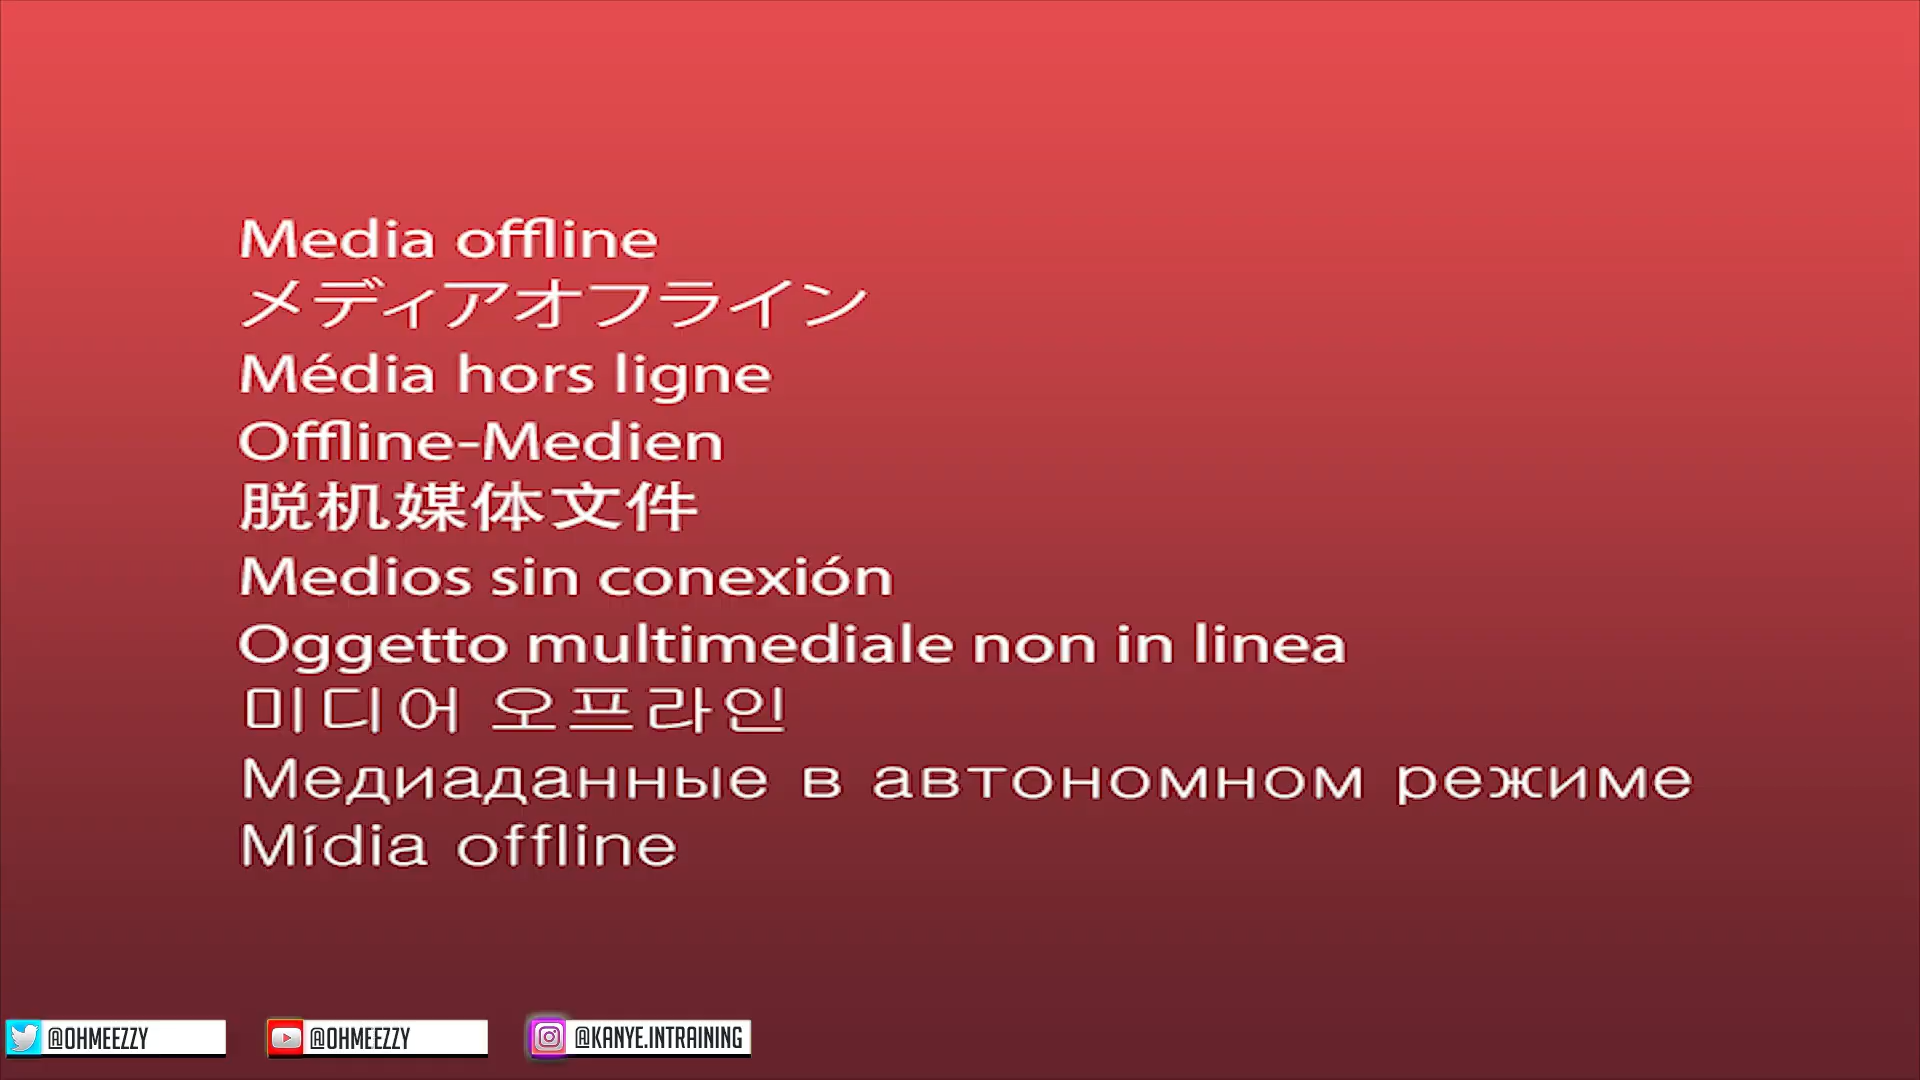 Media offline
メディアオフライン
Média hors ligne
Offline-Medien
脱机媒体文件
Medios sin conexión
Oggetto multimediale non in linea
미디어 오프라인
Медиаданные в автономном режиме
Mídia offline
@OHMEEZZY @OHMEEZZY @KANYE.INTRAINING